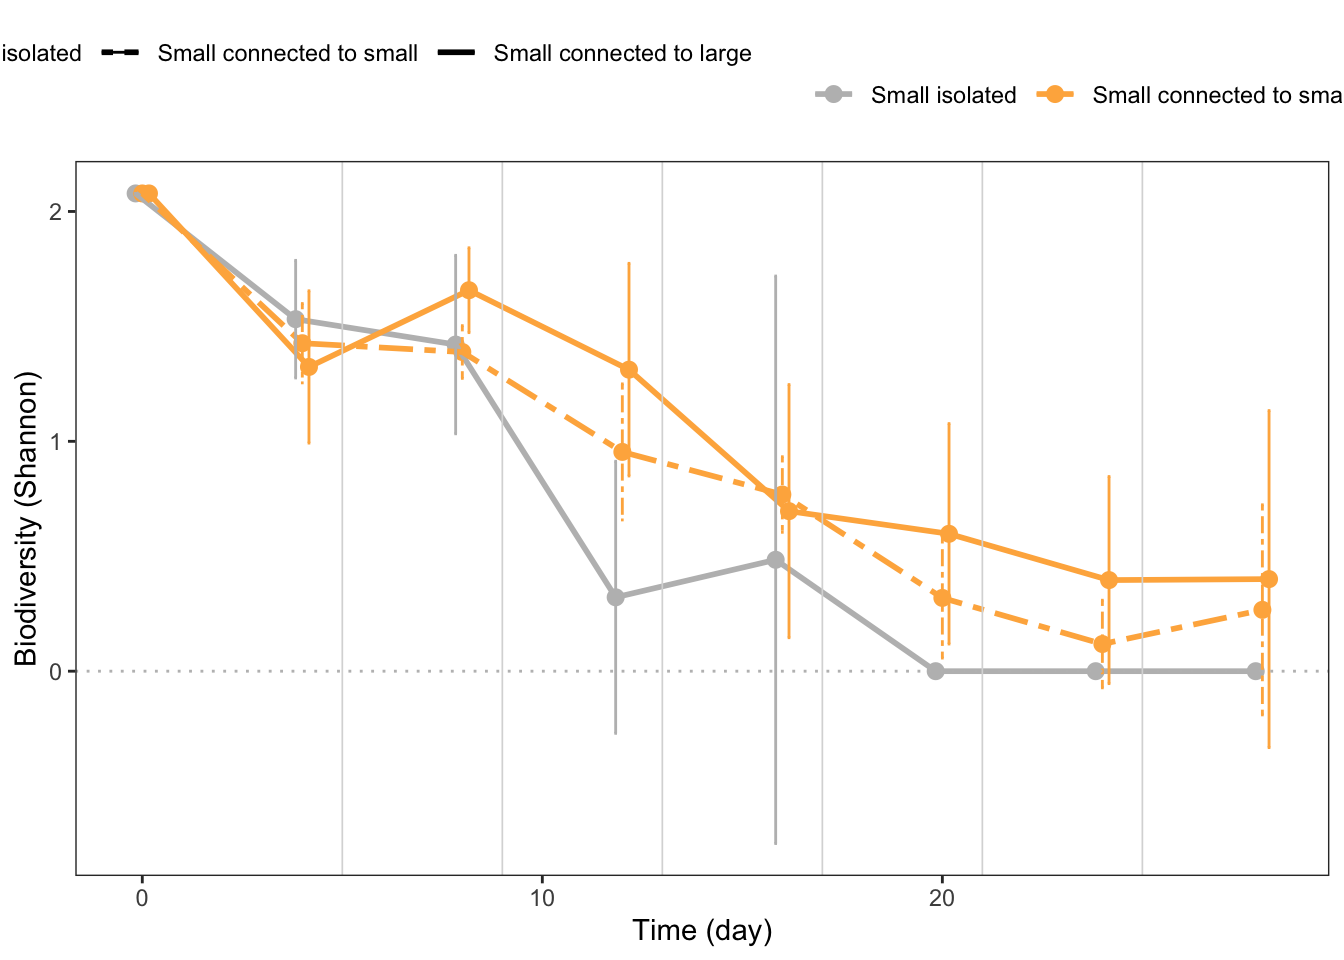 isolated Small connected to small Small connected to large
Small isolated Small connected to sma
2
1
0
Biodiversity (Shannon)
0 10 20
Time (day)